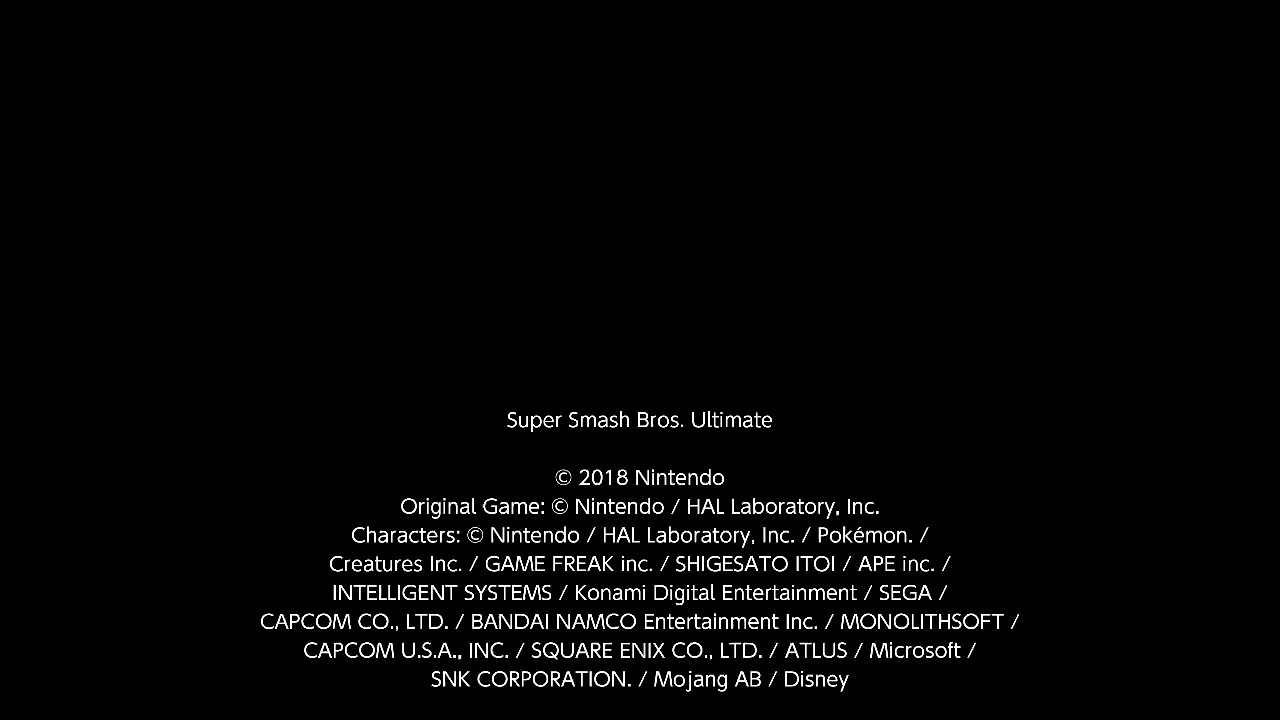 Super Smash Bros. Ultimate
© 2018 Nintendo
Original Game: © Nintendo / HAL Laboratory, Inc.
Characters: © Nintendo / HAL Laboratory, Inc. / Pokémon. /
Creatures Inc. / GAME FREAK inc. / SHIGESATO ITOI / APE inc. /
INTELLIGENT SYSTEMS / Konami Digital Entertainment / SEGA /
CAPCOM CO., LTD. / BANDAI NAMCO Entertainment Inc. / MONOLITHSOFT /
CAPCOM U.S.A., INC. / SQUARE ENIX CO., LTD. / ATLUS / Microsoft /
SNK CORPORATION. / Mojang AB / Disney